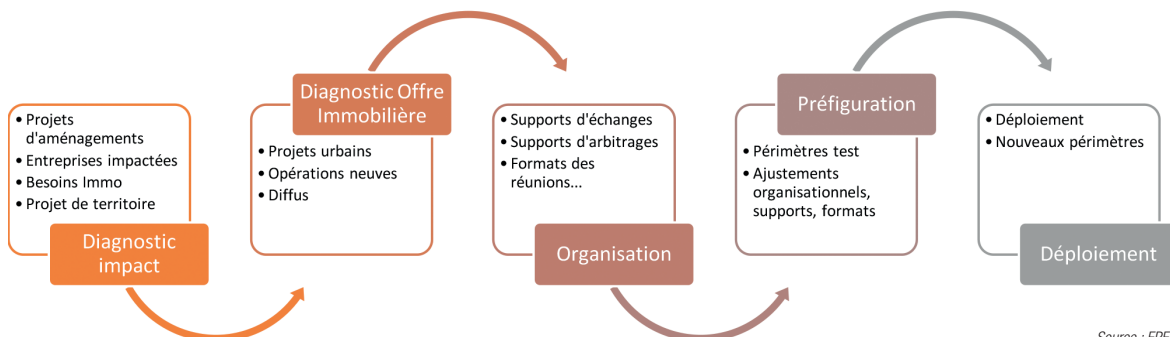 • Projets
d'aménagements
• Entreprises impactées
• Besoins Immo
• Projet de territoire
Diagnostic
impact
Diagnostic Offre
Immobilière
• Projets urbains
• Opérations neuves
• Diffus
• Supports d'échanges
• Supports d'arbitrages
• Formats des
réunions...
Organisation
Préfiguration
• Périmètres test
• Ajustements
organisationnels,
supports, formats
• Déploiement
• Nouveaux périmètres
Déploiement
Source :